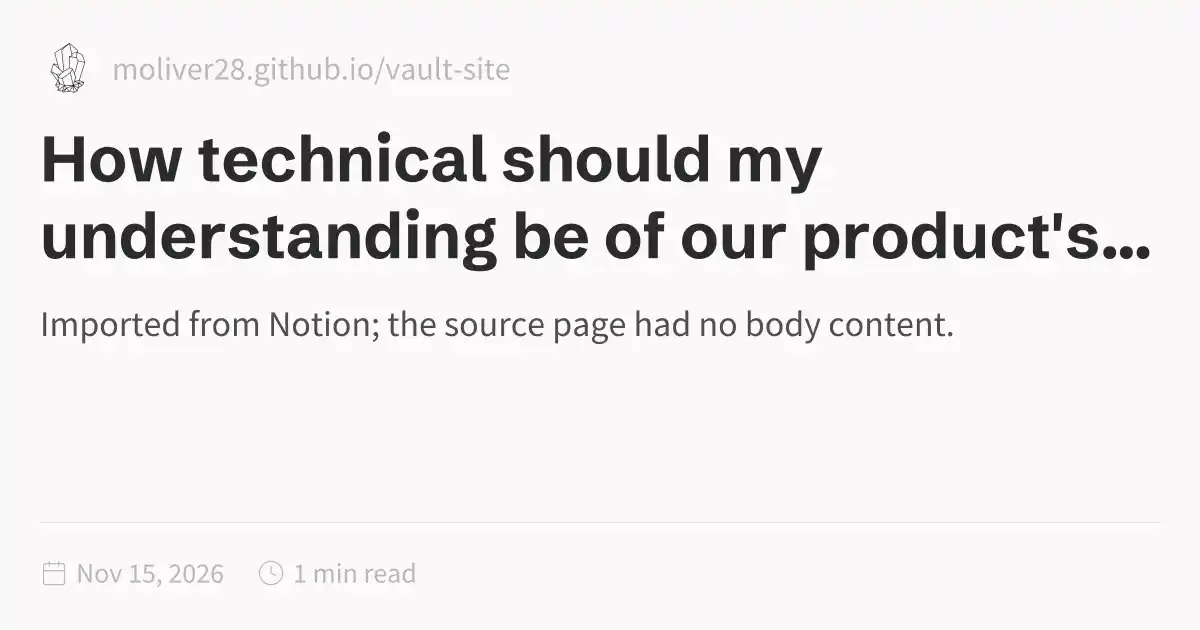 moliver28.github.io/vault-site
How technical should my
understanding be of our product's...
Imported from Notion; the source page had no body content.
Nov 15, 2026
1 min read